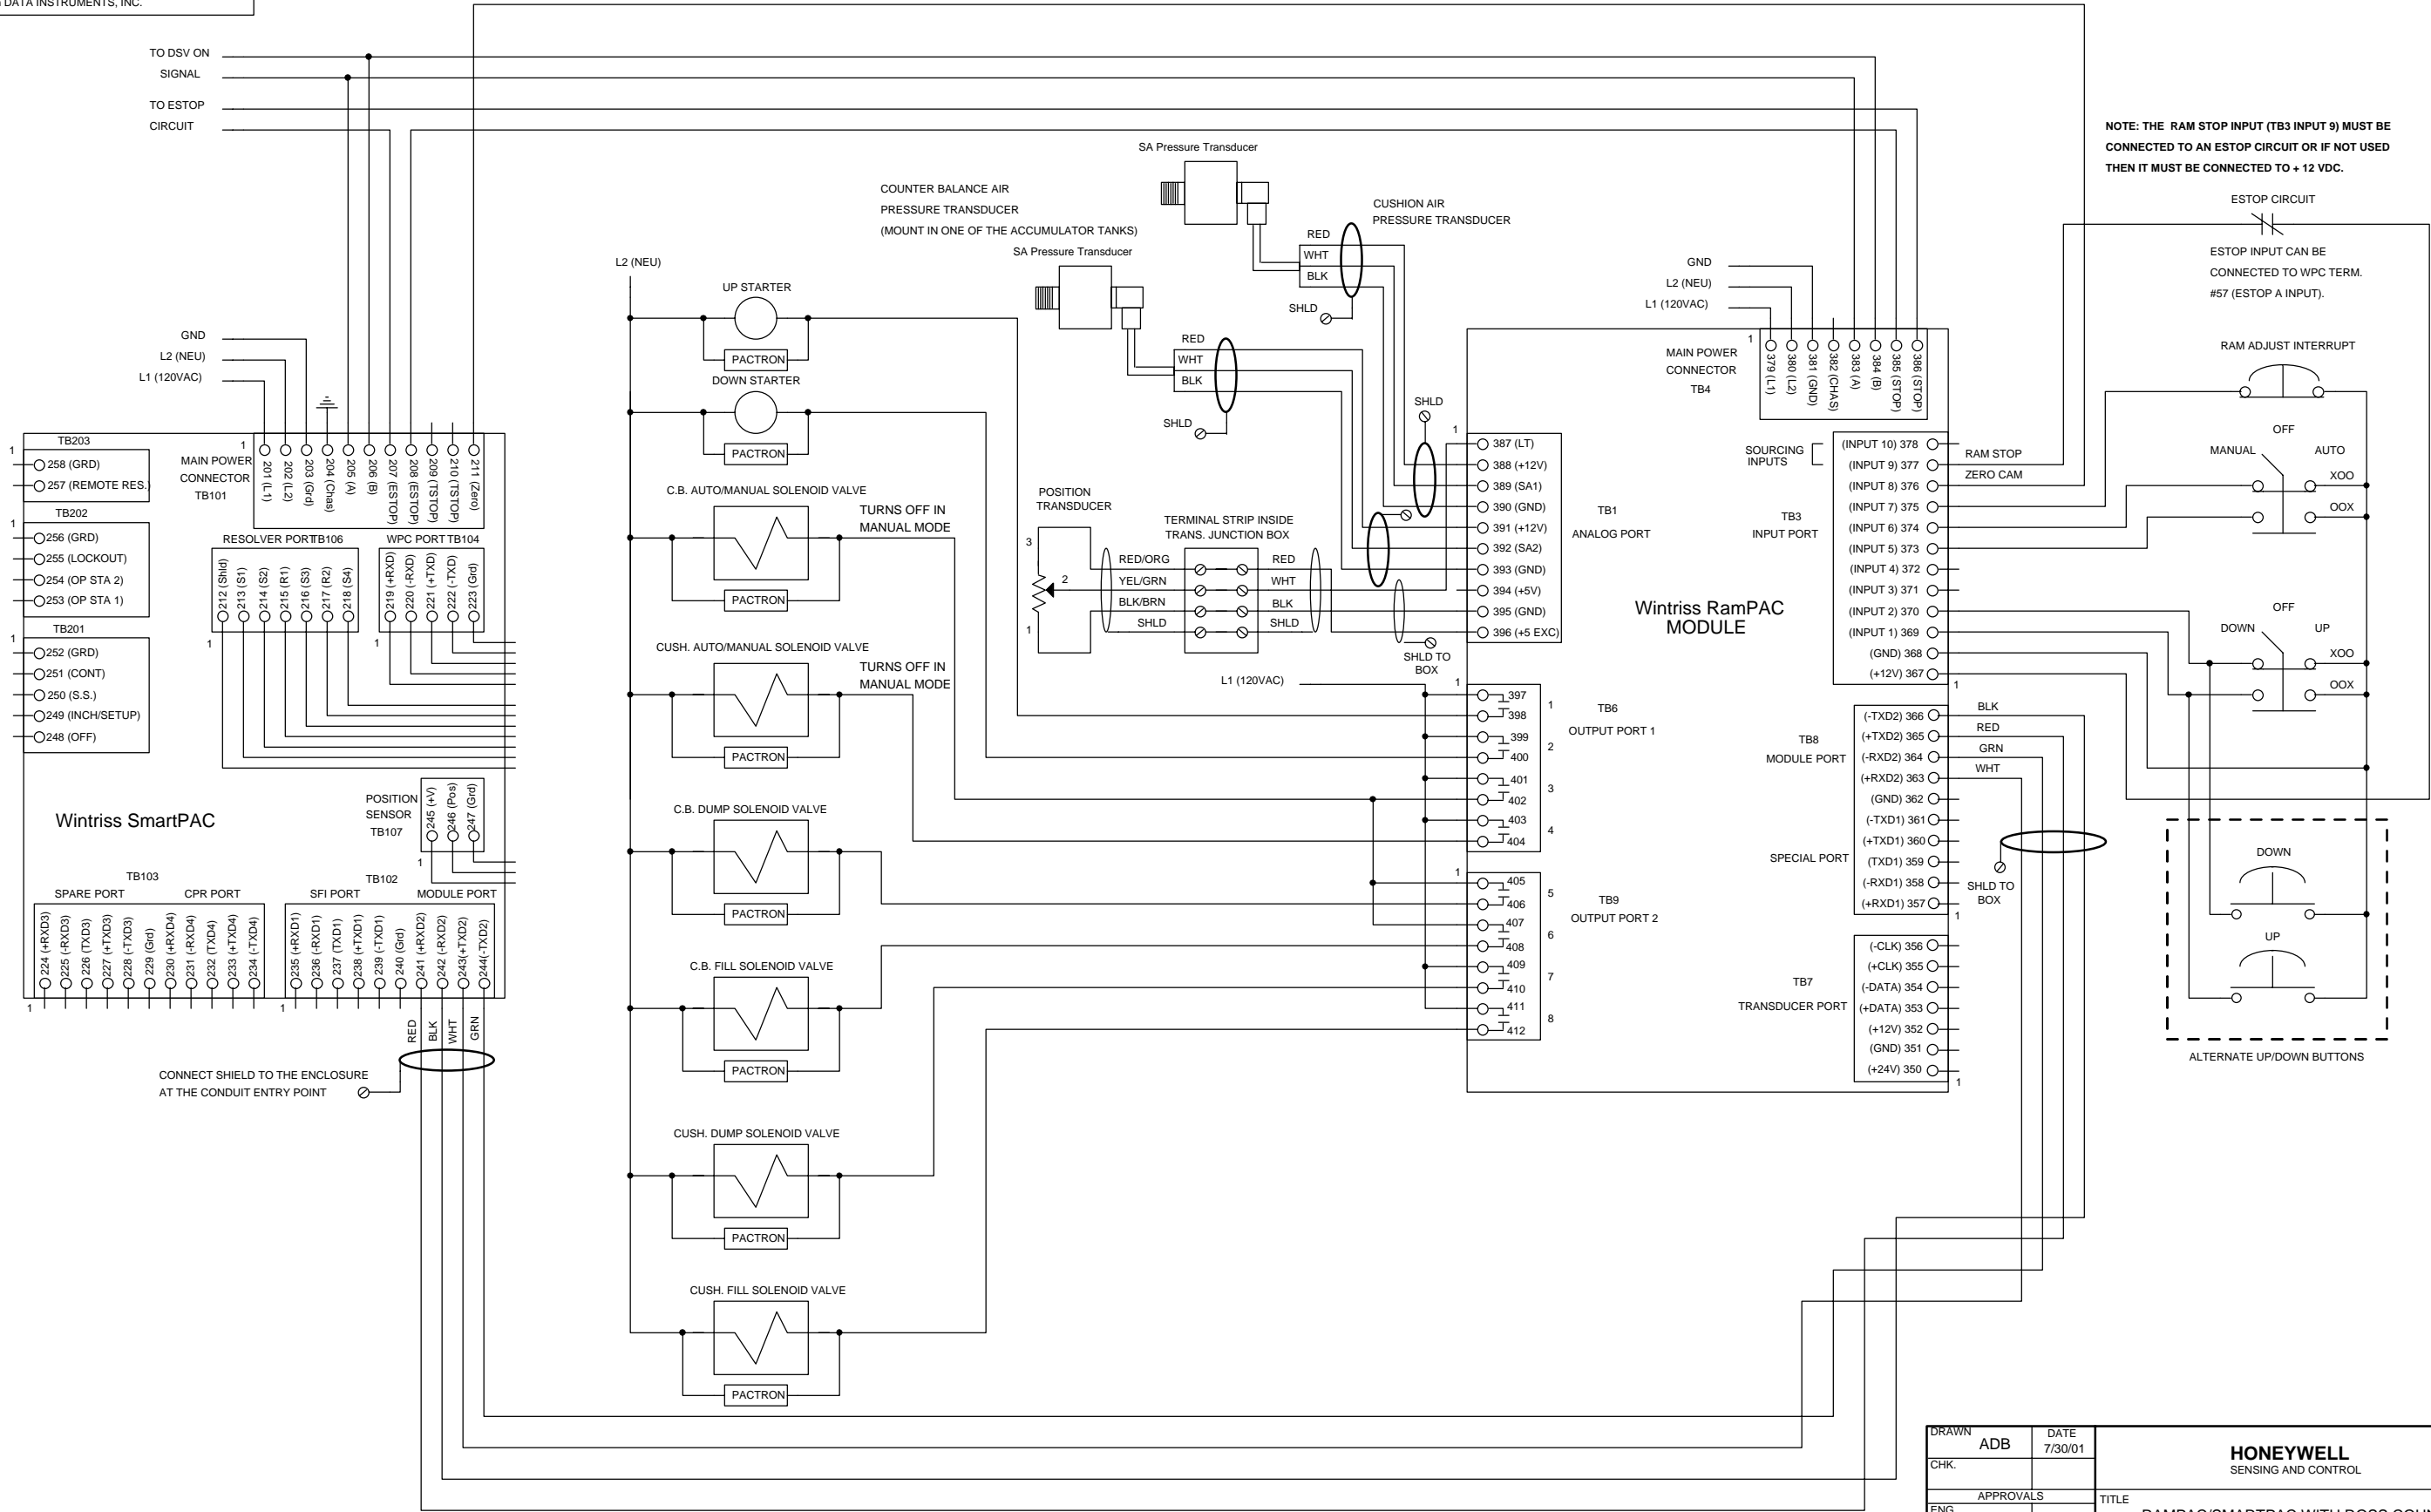 DATA INSTRUMENTS, INC.
TO DSV ON
SIGNAL
TO ESTOP
CIRCUIT
NOTE: THE RAM STOP INPUT (TB3 INPUT 9) MUST BE
CONNECTED TO AN ESTOP CIRCUIT OR IF NOT USED
THEN IT MUST BE CONNECTED TO + 12 VDC.
ESTOP CIRCUIT
ESTOP INPUT CAN BE
CONNECTED TO WPC TERM.
#57 (ESTOP A INPUT).
SA Pressure Transducer
COUNTER BALANCE AIR
PRESSURE TRANSDUCER
(MOUNT IN ONE OF THE ACCUMULATOR TANKS)
SA Pressure Transducer
CUSHION AIR
PRESSURE TRANSDUCER
RED
WHT
BLK
SHLD
RED
WHT
BLK
SHLD
SHLD
GND
L2 (NEU)
L1 (120VAC)
1
TB203
258 (GRD)
257 (REMOTE RES.)
1
TB202
256 (GRD)
255 (LOCKOUT)
254 (OP STA 2)
253 (OP STA 1)
1
TB201
252 (GRD)
251 (CONT)
250 (S.S.)
249 (INCH/SETUP)
248 (OFF)
MAIN POWER
CONNECTOR
TB101
1
201 (L1)
202 (L2)
203 (Grd)
204 (Chas)
205 (A)
206 (B)
207 (ESTOP)
208 (ESTOP)
209 (TSTOP)
210 (TSTOP)
211 (Zero)
RESOLVER PORT TB106
212 (Shld)
213 (S1)
214 (S2)
215 (R1)
216 (S3)
217 (R2)
218 (S4)
1
WPC PORT TB104
219 (+RXD)
220 (-RXD)
221 (+TXD)
222 (-TXD)
223 (Grd)
1
Wintriss SmartPAC
POSITION
SENSOR
TB107
245 (+V)
246 (Pos)
247 (Grd)
1
TB103
SPARE PORT
CPR PORT
224 (+RXD3)
225 (-RXD3)
226 (TXD3)
227 (+TXD3)
228 (-TXD3)
229 (Grd)
230 (+RXD4)
231 (-RXD4)
232 (TXD4)
233 (+TXD4)
234 (-TXD4)
1
TB102
SFI PORT
MODULE PORT
235 (+RXD1)
236 (-RXD1)
237 (TXD1)
238 (+TXD1)
239 (-TXD1)
240 (Grd)
241 (+RXD2)
242 (-RXD2)
243(+TXD2)
244(-TXD2)
1
RED
BLK
WHT
GRN
CONNECT SHIELD TO THE ENCLOSURE
AT THE CONDUIT ENTRY POINT
L2 (NEU)
UP STARTER
PACTRON
DOWN STARTER
PACTRON
C.B. AUTO/MANUAL SOLENOID VALVE
TURNS OFF IN
MANUAL MODE
PACTRON
CUSH. AUTO/MANUAL SOLENOID VALVE
TURNS OFF IN
MANUAL MODE
PACTRON
C.B. DUMP SOLENOID VALVE
PACTRON
C.B. FILL SOLENOID VALVE
PACTRON
CUSH. DUMP SOLENOID VALVE
PACTRON
CUSH. FILL SOLENOID VALVE
PACTRON
POSITION
TRANSDUCER
3
2
1
TERMINAL STRIP INSIDE
TRANS. JUNCTION BOX
RED/ORG
YEL/GRN
BLK/BRN
SHLD
RED
WHT
BLK
SHLD
SHLD TO
BOX
L1 (120VAC)
GND
L2 (NEU)
L1 (120VAC)
MAIN POWER
CONNECTOR
TB4
1
379 (L1)
380 (L2)
381 (GND)
382 (CHAS)
383 (A)
384 (B)
385 (STOP)
386 (STOP)
1
387 (LT)
388 (+12V)
389 (SA1)
390 (GND)
391 (+12V)
392 (SA2)
393 (GND)
394 (+5V)
395 (GND)
396 (+5 EXC)
TB1
ANALOG PORT
Wintriss RamPAC
MODULE
1
397
398
399
400
401
402
403
404
1
2
3
4
TB6
OUTPUT PORT 1
1
405
406
407
408
409
410
411
412
5
6
7
8
TB9
OUTPUT PORT 2
SOURCING
INPUTS
TB3
INPUT PORT
(INPUT 10) 378
(INPUT 9) 377
(INPUT 8) 376
(INPUT 7) 375
(INPUT 6) 374
(INPUT 5) 373
(INPUT 4) 372
(INPUT 3) 371
(INPUT 2) 370
(INPUT 1) 369
(GND) 368
(+12V) 367
1
RAM STOP
ZERO CAM
TB8
MODULE PORT
SPECIAL PORT
(-TXD2) 366
(+TXD2) 365
(-RXD2) 364
(+RXD2) 363
(GND) 362
(-TXD1) 361
(+TXD1) 360
(TXD1) 359
(-RXD1) 358
(+RXD1) 357
1
BLK
RED
GRN
WHT
SHLD TO
BOX
TB7
TRANSDUCER PORT
(-CLK) 356
(+CLK) 355
(-DATA) 354
(+DATA) 353
(+12V) 352
(GND) 351
(+24V) 350
1
RAM ADJUST INTERRUPT
OFF
MANUAL
AUTO
XOO
OOX
OFF
DOWN
UP
XOO
OOX
DOWN
UP
ALTERNATE UP/DOWN BUTTONS
DRAWN
ADB
DATE
7/30/01
CHK.
APPROVALS
HONEYWELL
SENSING AND CONTROL
TITLE